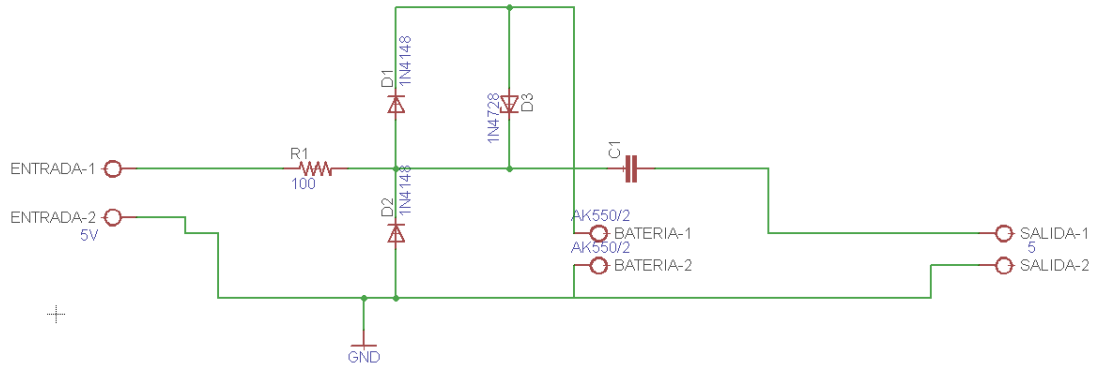 D1
1N4148
1N4728
D3
ENTRADA-1
R1
100
C1
ENTRADA-2
5V
D2
1N4148
AK550/2
BATERIA-1
AK550/2
BATERIA-2
SALIDA-1
5
SALIDA-2
GND